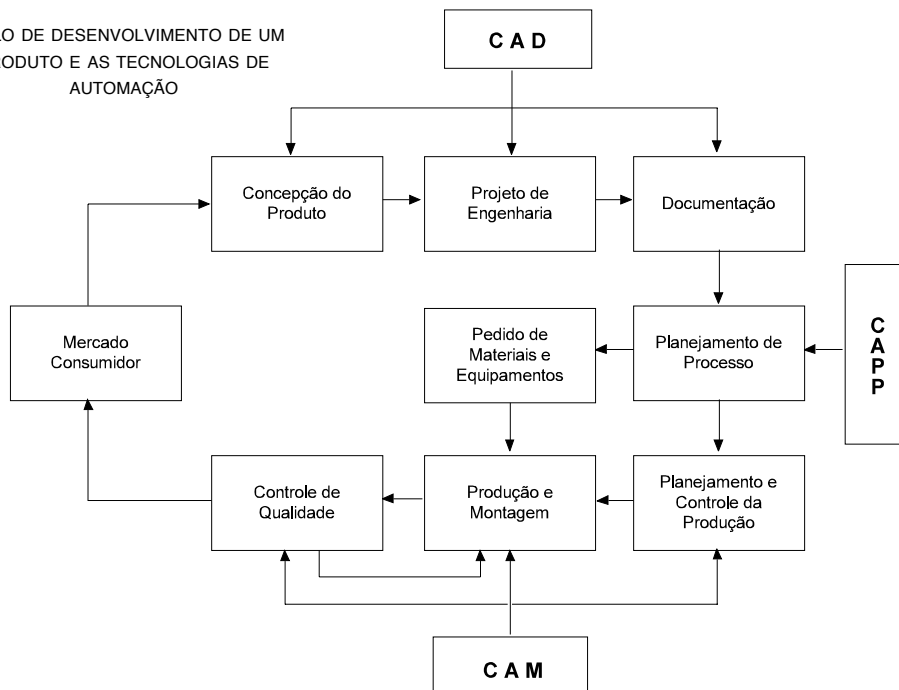 LO DE DESENVOLVIMENTO DE UM
ODUTO E AS TECNOLOGIAS DE
AUTOMAÇÃO
C A D
Concepção do
Produto
Projeto de
Engenharia
Documentação
Mercado
Consumidor
Pedido de
Materiais e
Equipamentos
Planejamento de
Processo
C
A
P
P
Controle de
Qualidade
Produção e
Montagem
Planejamento e
Controle da
Produção
C A M